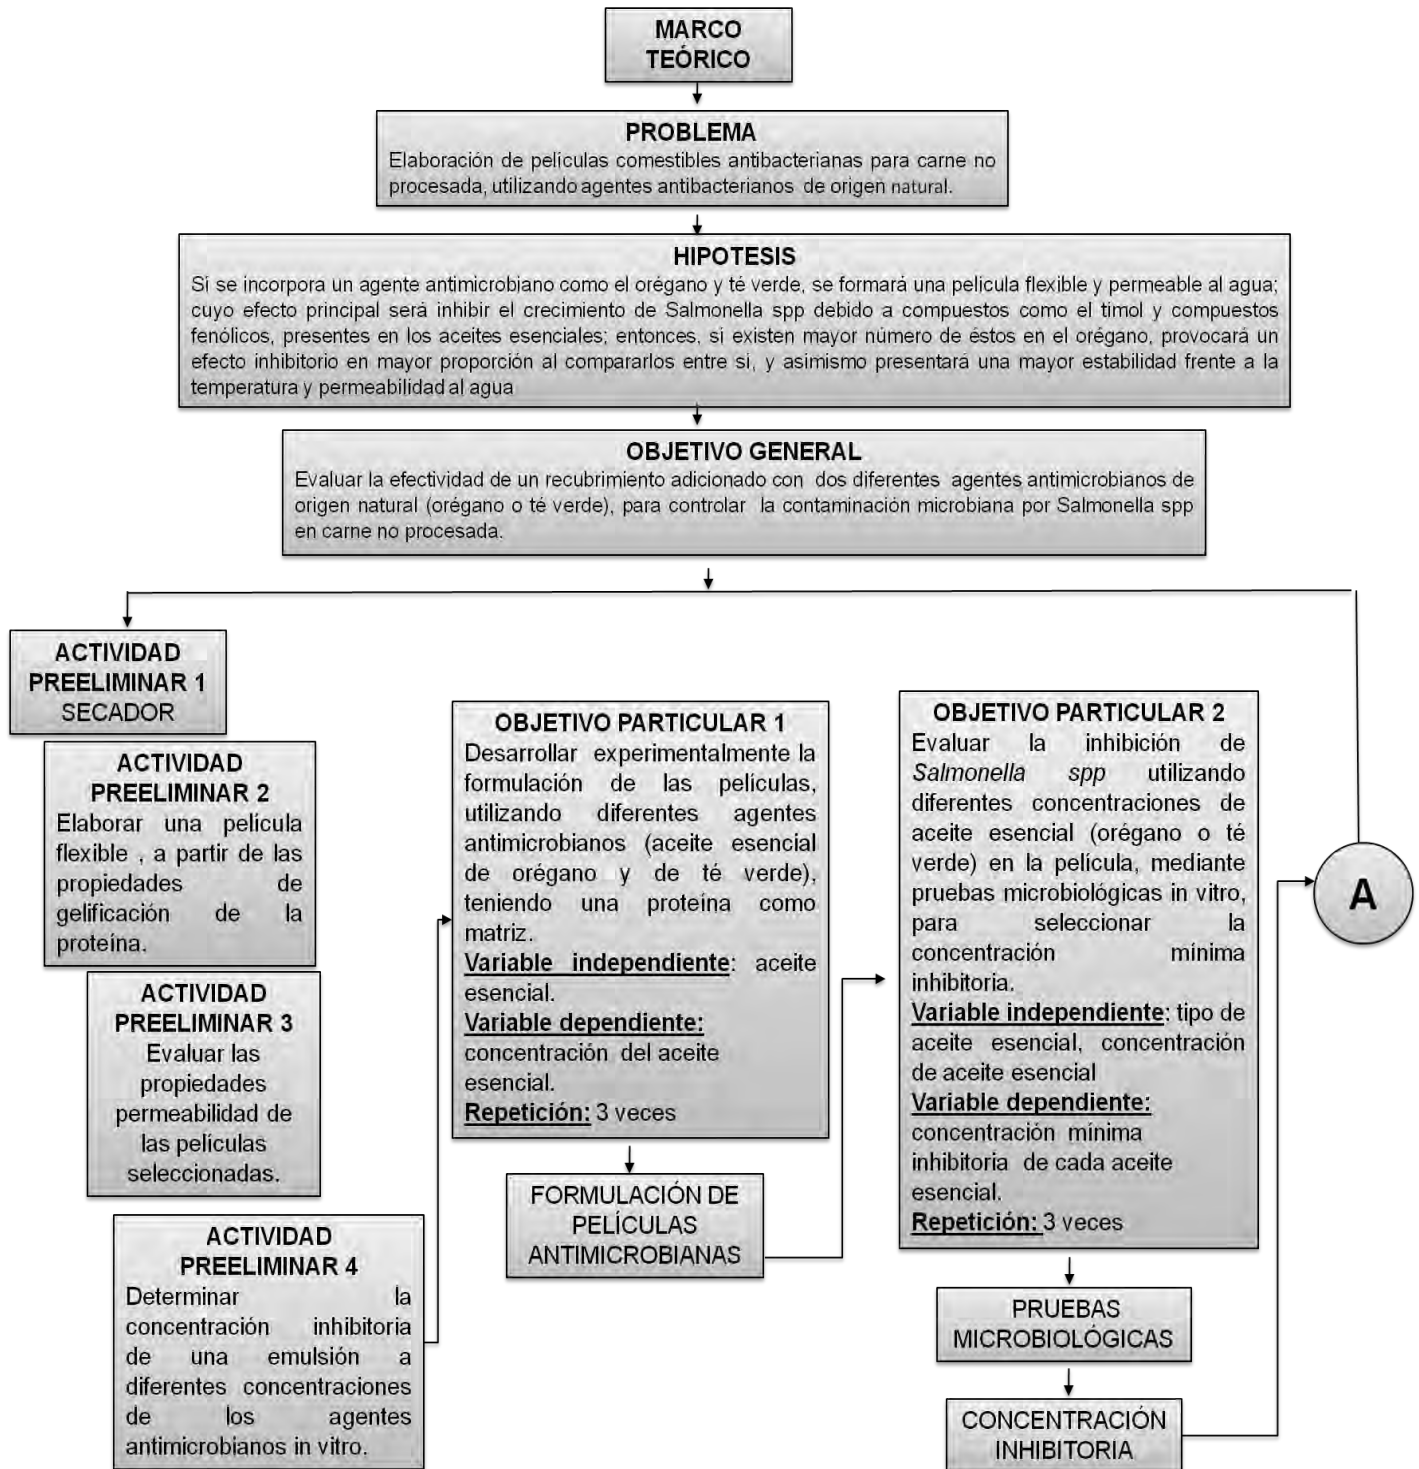 MARCO
TEÓRICO
PROBLEMA
Elaboración de películas comestibles antibacterianas para carne no
procesada, utilizando agentes antibacterianos de origen natural.
HIPOTESIS
Si se incorpora un agente antimicrobiano como el orégano y té verde, se formará una película flexible y permeable al agua;
cuyo efecto principal será inhibir el crecimiento de Salmonella spp debido a compuestos como el timol y compuestos
fenólicos, presentes en los aceites esenciales; entonces, si existen mayor número de éstos en el orégano, provocará un
efecto inhibitorio en mayor proporción al compararlos entre si, y asimismo presentará una mayor estabilidad frente a la
temperatura y permeabilidad al agua
OBJETIVO GENERAL
Evaluar la efectividad de un recubrimiento adicionado con dos diferentes agentes antimicrobianos de
origen natural (orégano o té verde), para controlar la contaminación microbiana por Salmonella spp
en carne no procesada.
ACTIVIDAD
PREELIMINAR 1
SECADOR
ACTIVIDAD
PREELIMINAR 2
Elaborar una película
flexible , a partir de las
propiedades de
gelificación de la
proteína.
ACTIVIDAD
PREELIMINAR 3
Evaluar las
propiedades
permeabilidad de
las películas
seleccionadas.
ACTIVIDAD
PREELIMINAR 4
Determinar la
concentración inhibitoria
de una emulsión a
diferentes concentraciones
de los agentes
antimicrobianos in vitro.
OBJETIVO PARTICULAR 1
Desarrollar experimentalmente la
formulación de las películas,
utilizando diferentes agentes
antimicrobianos (aceite esencial
de orégano y de té verde),
teniendo una proteína como
matriz.
Variable independiente: aceite
esencial.
Variable dependiente:
concentración del aceite
esencial.
Repetición: 3 veces
FORMULACIÓN DE
PELÍCULAS
ANTIMICROBIANAS
OBJETIVO PARTICULAR 2
Evaluar la inhibición de
Salmonella spp utilizando
diferentes concentraciones de
aceite esencial (orégano o té
verde) en la película, mediante
pruebas microbiológicas in vitro,
para seleccionar la
concentración mínima
inhibitoria.
Variable independiente: tipo de
aceite esencial, concentración
de aceite esencial
Variable dependiente:
concentración mínima
inhibitoria de cada aceite
esencial.
Repetición: 3 veces
PRUEBAS
MICROBIOLÓGICAS
CONCENTRACIÓN
INHIBITORIA
A